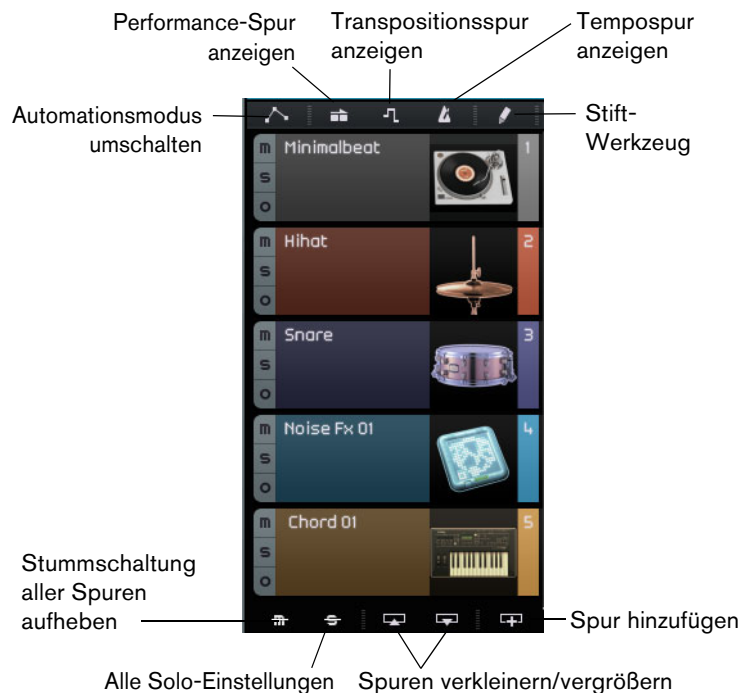 Performance-Spur
anzeigen
Transpositionsspur
anzeigen
Tempospur
anzeigen
Automationsmodus
umschalten
Stift-
Werkzeug
m
s
o
Minimalbeat
1
m
s
o
Hihat
2
m
s
o
Snare
3
m
s
o
Noise Fx 01
4
m
s
o
Chord 01
5
Stummschaltung
aller Spuren
aufheben
m
s
Spur hinzufügen
Alle Solo-Einstellungen
Spuren verkleinern/vergrößern